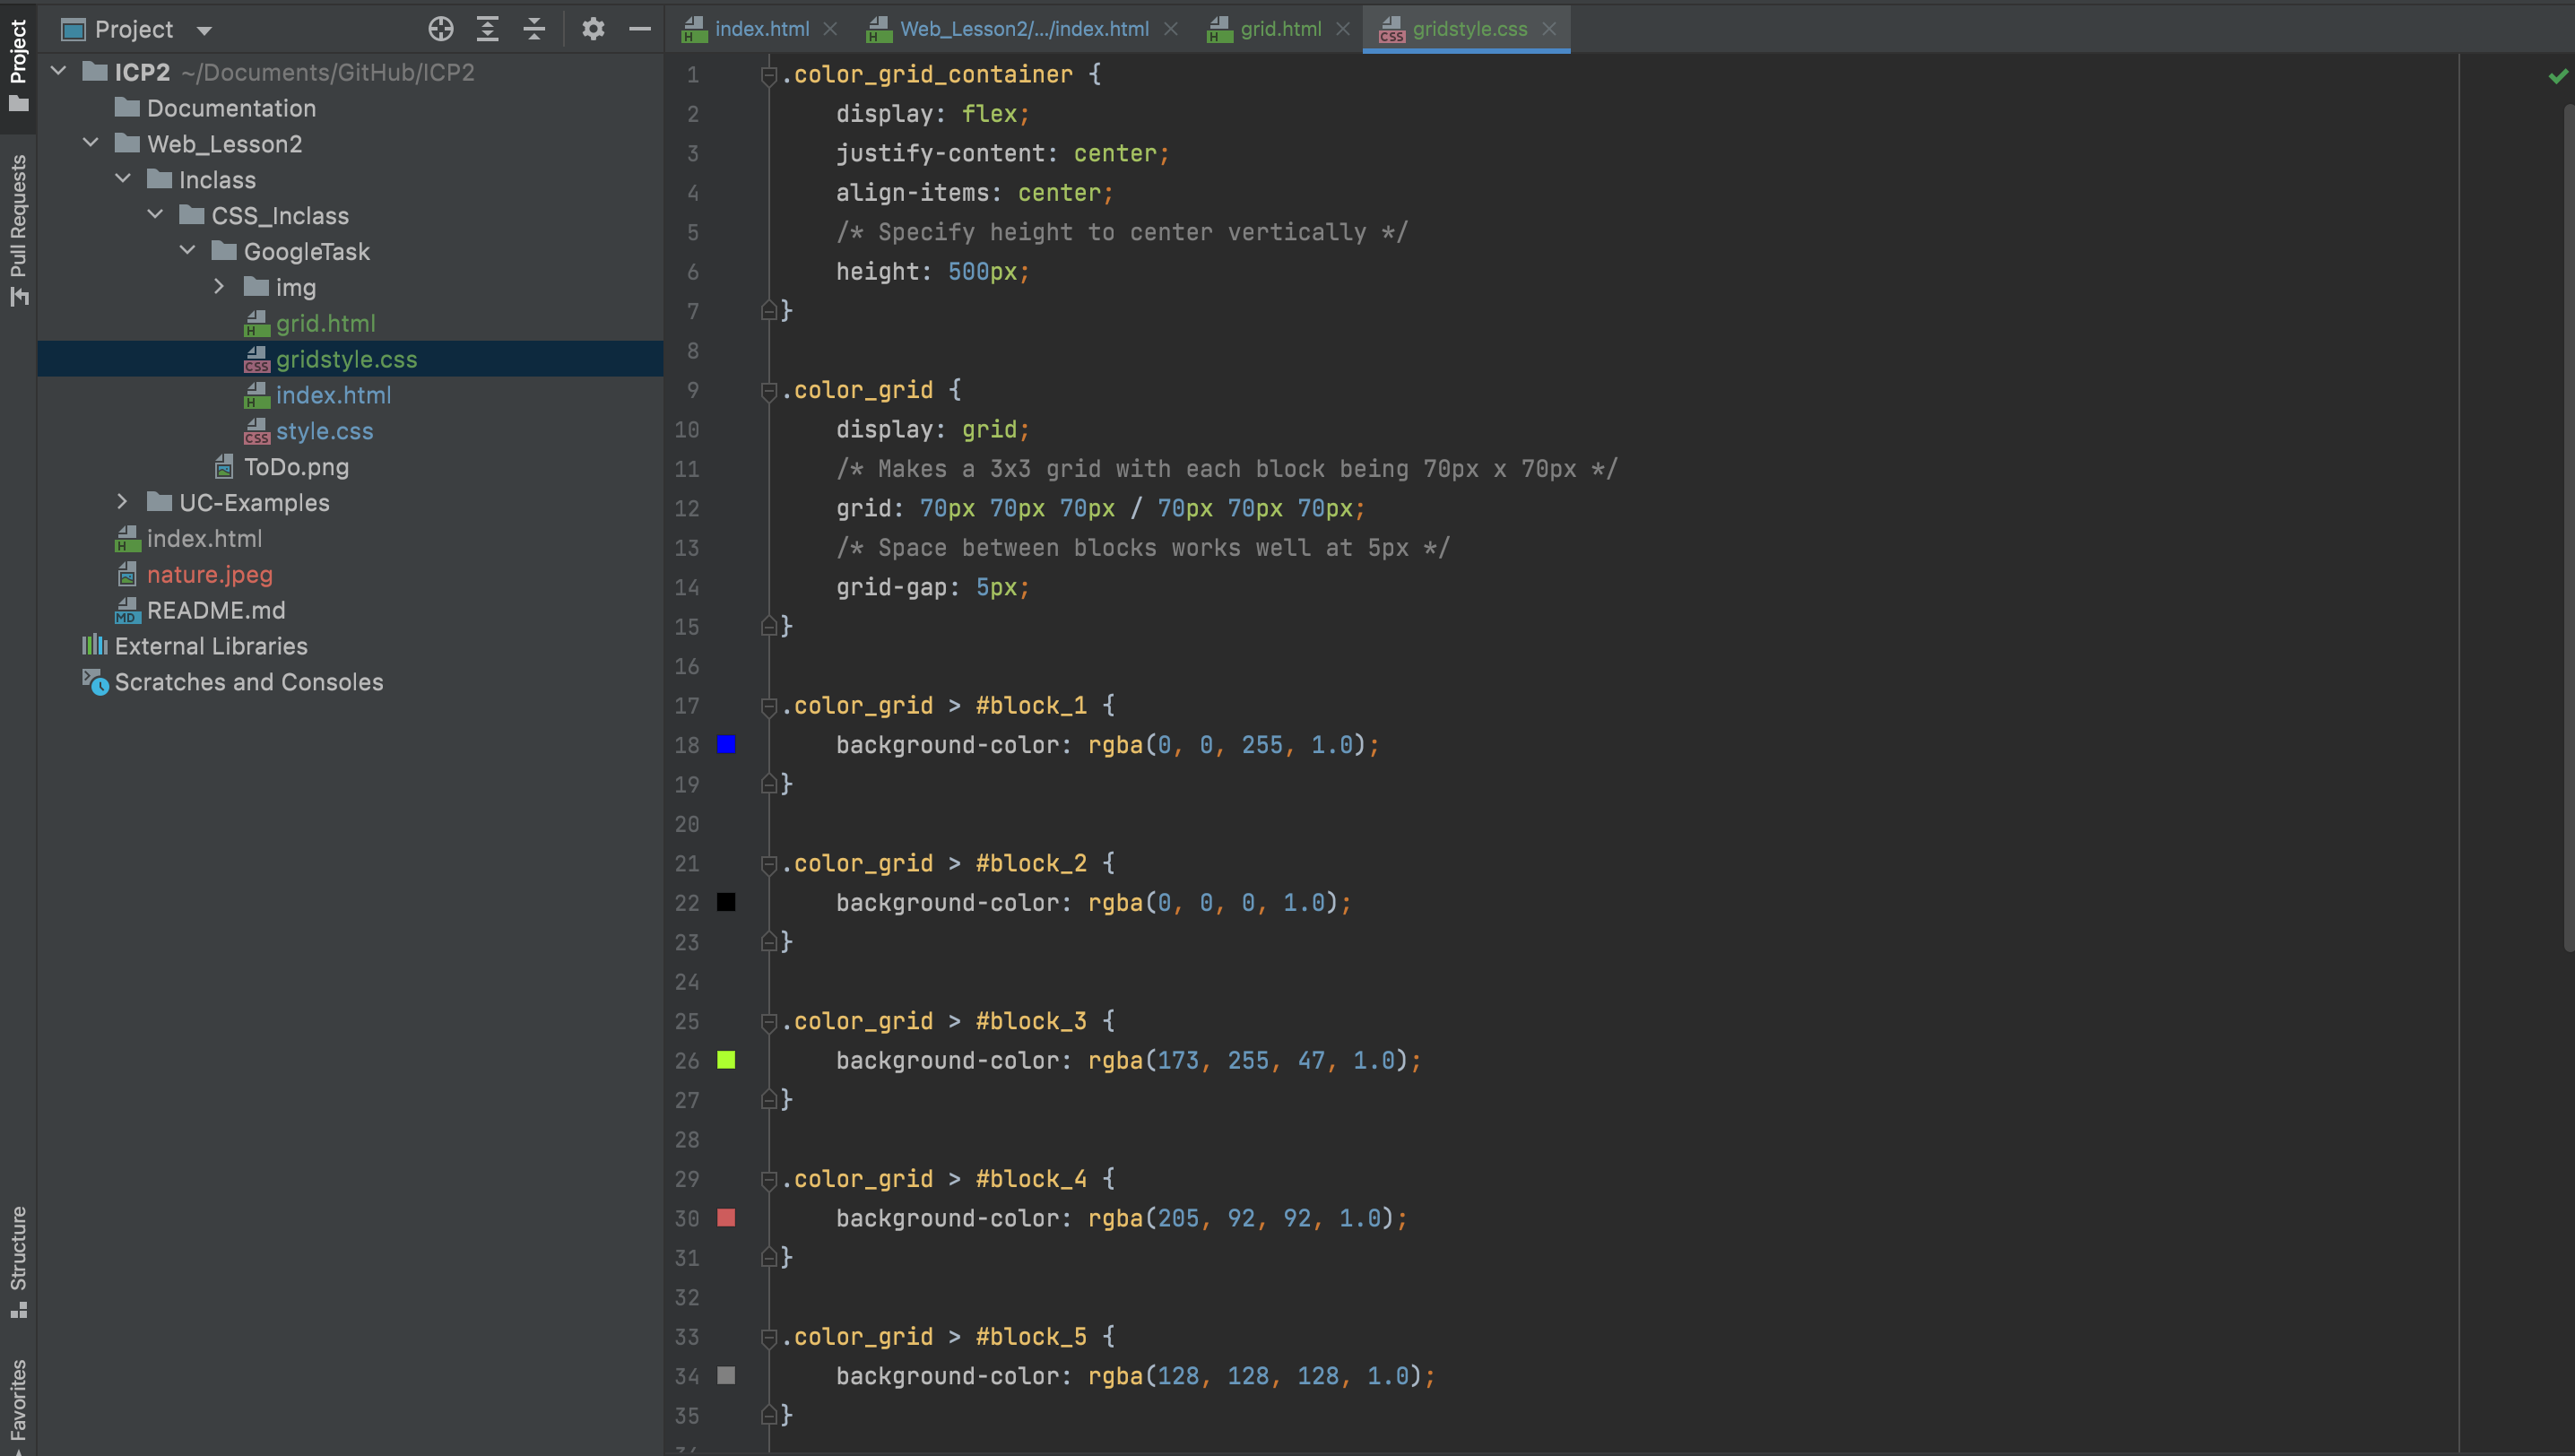 Project
index.html
Web_Lesson2/.../index.html
grid.html
gridstyle.css
Project
Pull Requests
Structure
Favorites
ICP2 ~/Documents/GitHub/ICP2
Documentation
Web_Lesson2
Inclass
CSS_Inclass
GoogleTask
img
grid.html
gridstyle.css
index.html
style.css
ToDo.png
UC-Examples
index.html
nature.jpeg
README.md
External Libraries
Scratches and Consoles
1 .color_grid_container {
2 display: flex;
3 justify-content: center;
4 align-items: center;
5 /* Specify height to center vertically */
6 height: 500px;
7 }
8
9 .color_grid {
10 display: grid;
11 /* Makes a 3x3 grid with each block being 70px x 70px */
12 grid: 70px 70px 70px / 70px 70px 70px;
13 /* Space between blocks works well at 5px */
14 grid-gap: 5px;
15 }
16
17 .color_grid > #block_1 {
18 background-color: rgba(0, 0, 255, 1.0);
19 }
20
21 .color_grid > #block_2 {
22 background-color: rgba(0, 0, 0, 1.0);
23 }
24
25 .color_grid > #block_3 {
26 background-color: rgba(173, 255, 47, 1.0);
27 }
28
29 .color_grid > #block_4 {
30 background-color: rgba(205, 92, 92, 1.0);
31 }
32
33 .color_grid > #block_5 {
34 background-color: rgba(128, 128, 128, 1.0);
35 }